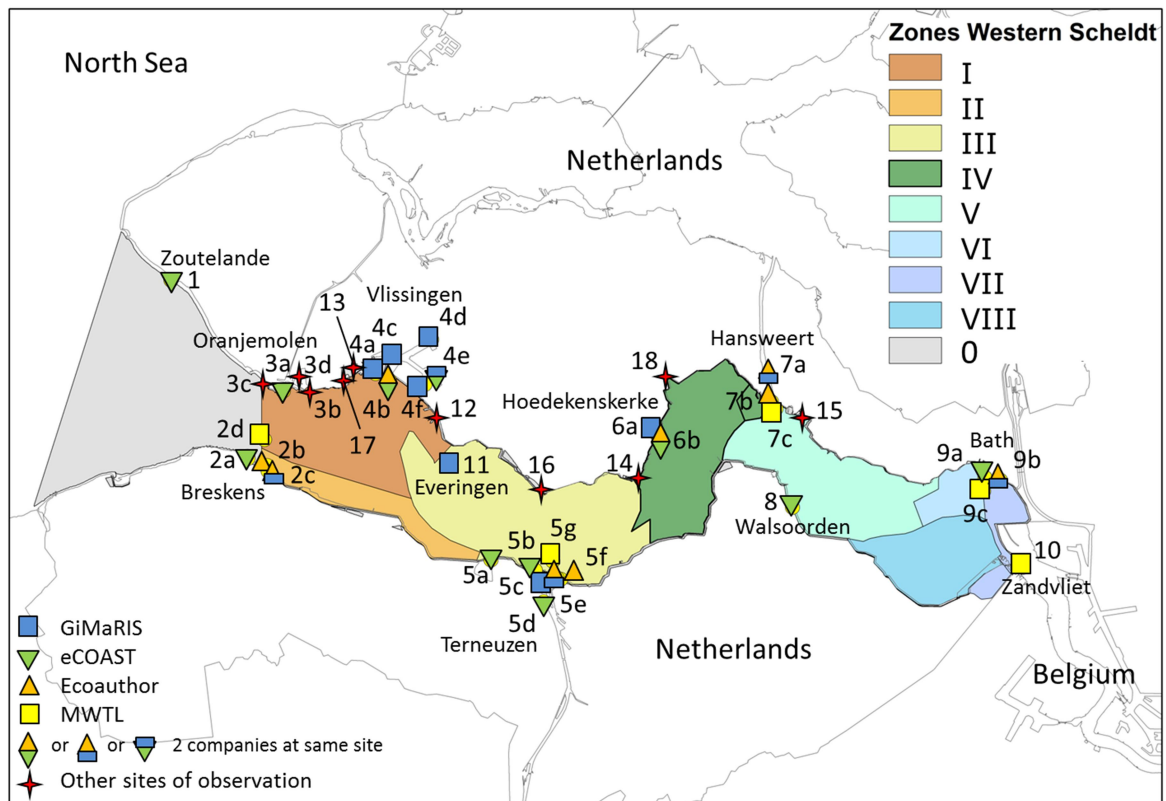 Zones Western Scheldt
I
II
III
IV
V
VI
VII
VIII
0
North Sea
Netherlands
Zoutelande
1
Vlissingen
13
4c
4d
Oranjemolen
3a
3d
4a
4e
3c
3b
4b
4f
12
17
2d
2a
2b
2c
Breskens
11
Everingen
16
14
18
Hoedekenskerke
6a
6b
Hansweert
7a
7b
7c
15
8
Walsoorden
Bath
9a
9b
9c
10
Zandvliet
5g
5b
5f
5a
5c
5e
5d
Terneuzen
Netherlands
Belgium
GiMaRIS
eCOAST
Ecoauthor
MWTL
or or 2 companies at same site
Other sites of observation